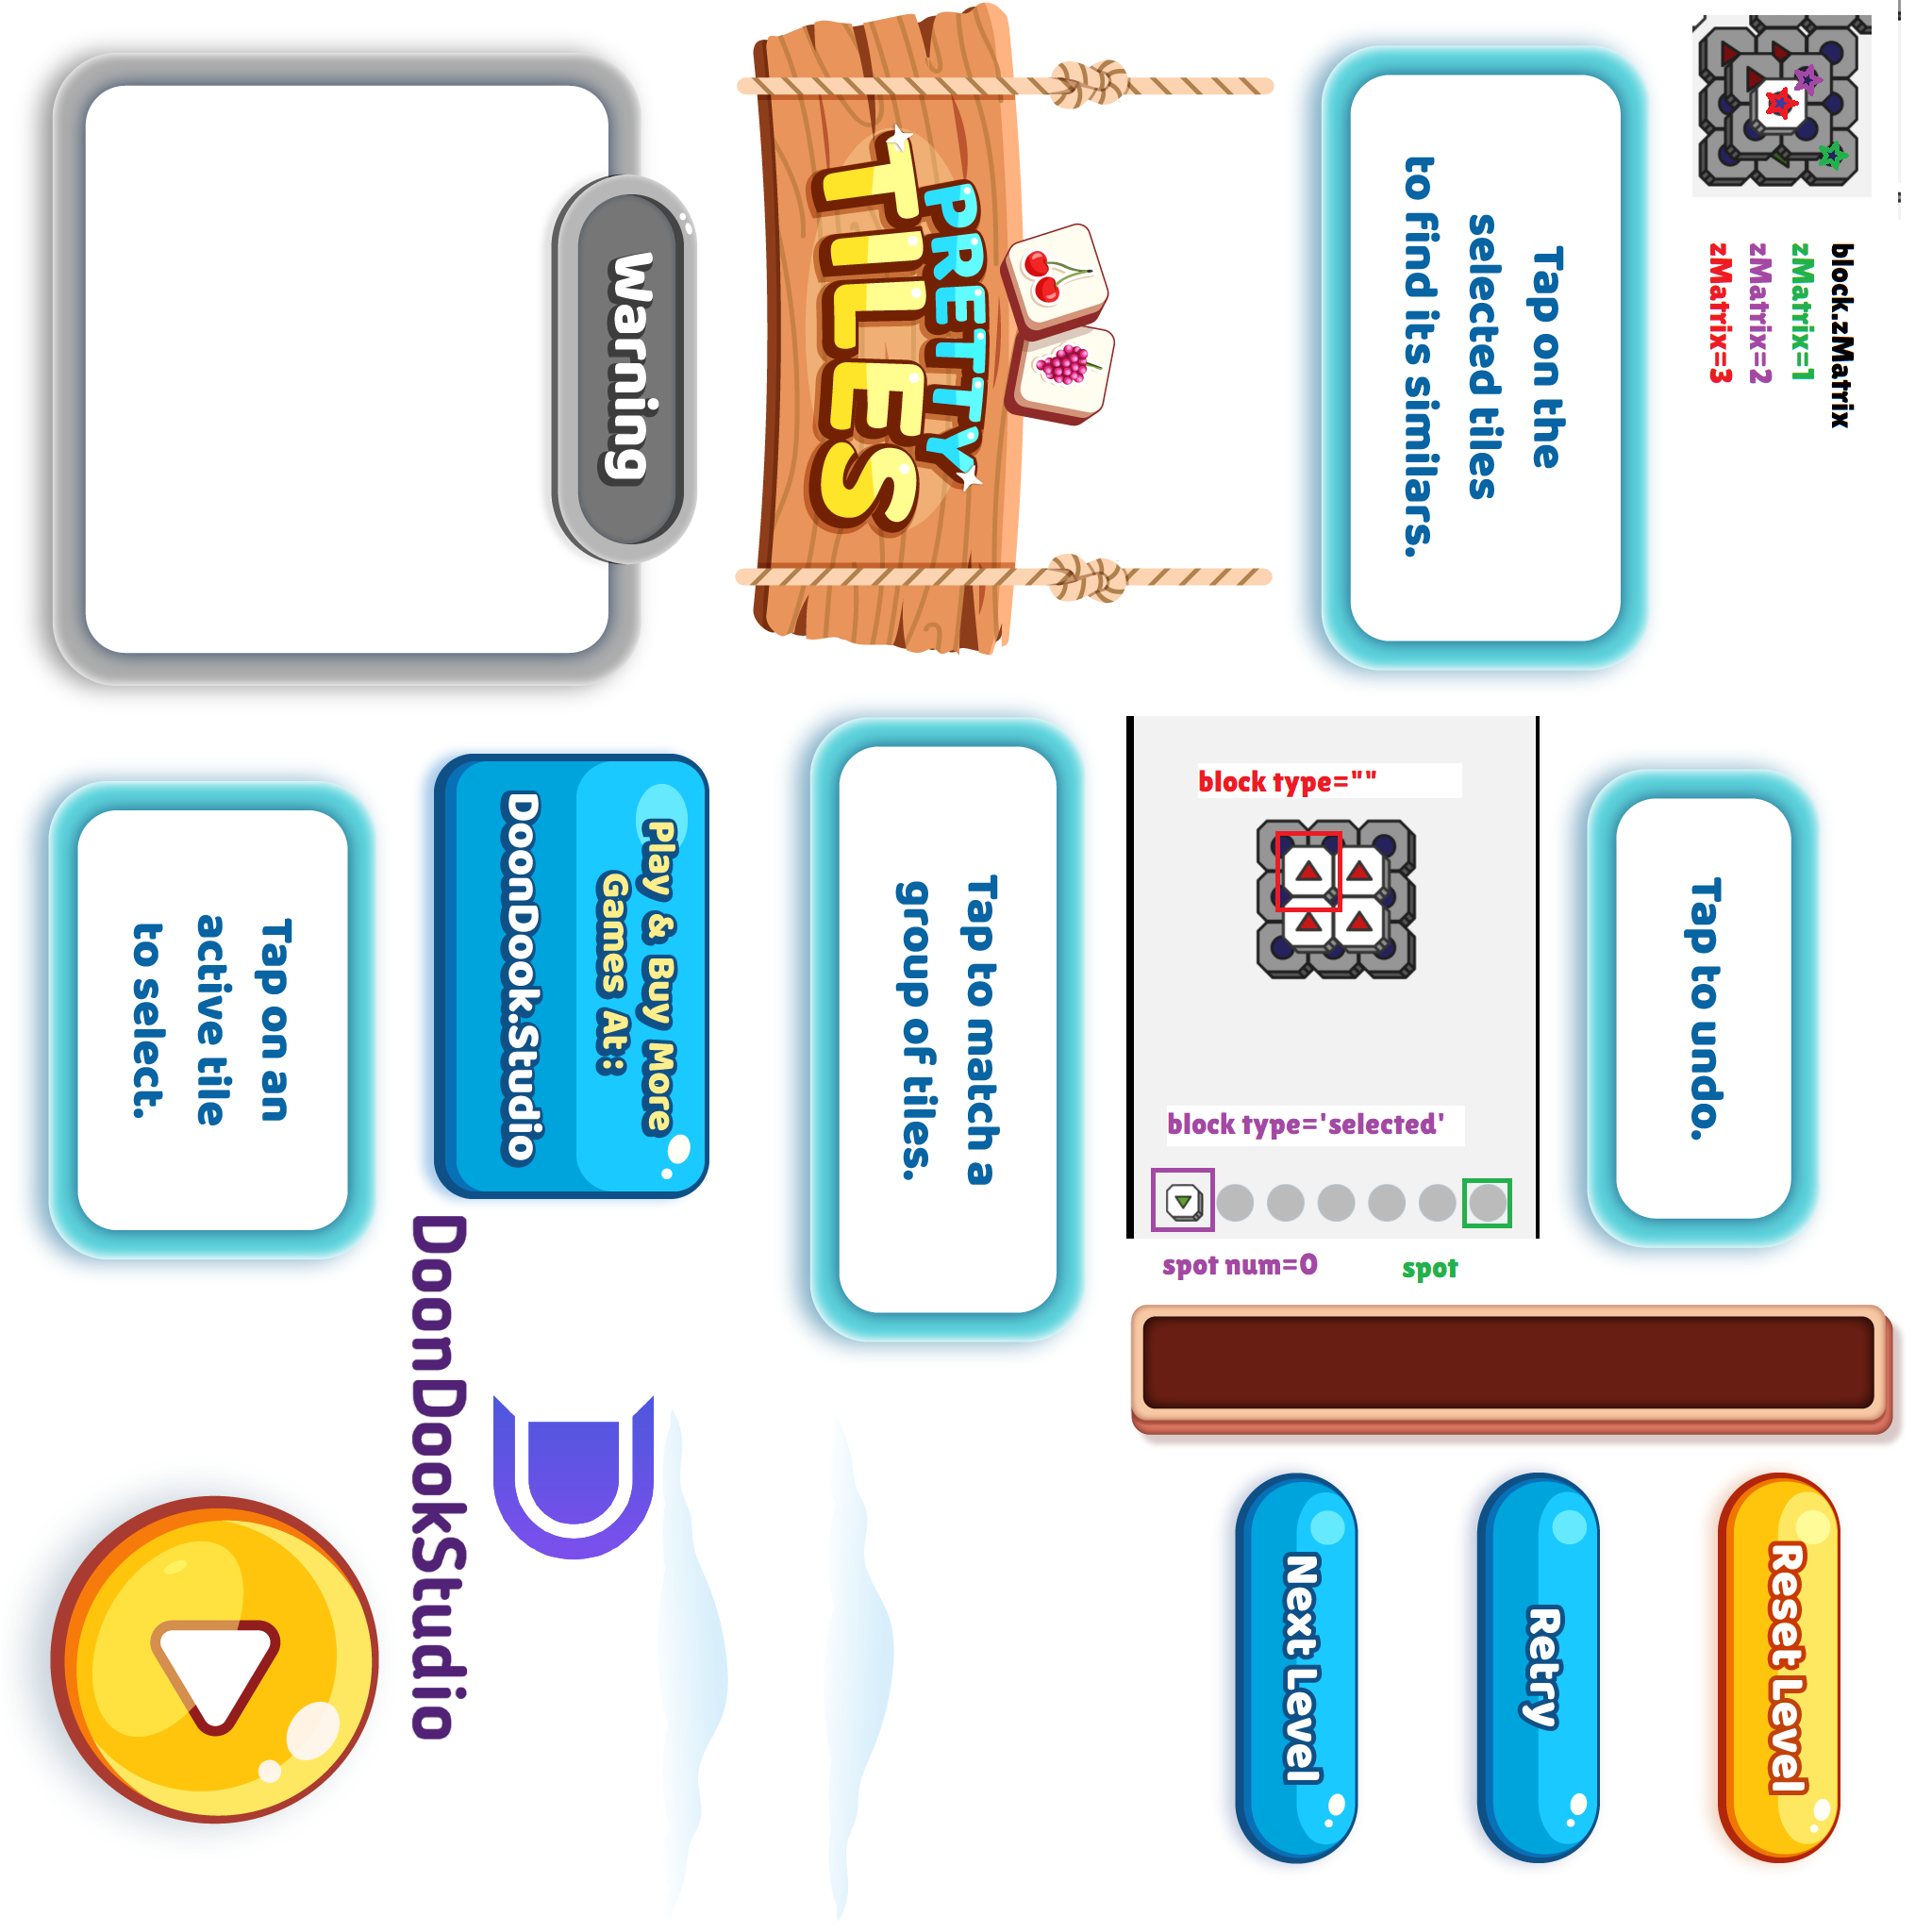 Warning
PRETTY
TILES
Tap on the
selected tiles
to find its similars.
block.zMatrix
zMatrix=1
zMatrix=2
zMatrix=3
Tap on an
active tile
to select.
Play & Buy More
Games At:
DoonDook.Studio
Tap to match a
group of tiles.
block type=""
block type='selected'
spot num=0
spot
Tap to undo.
DoonDookStudio
Next Level
Retry
Reset Level